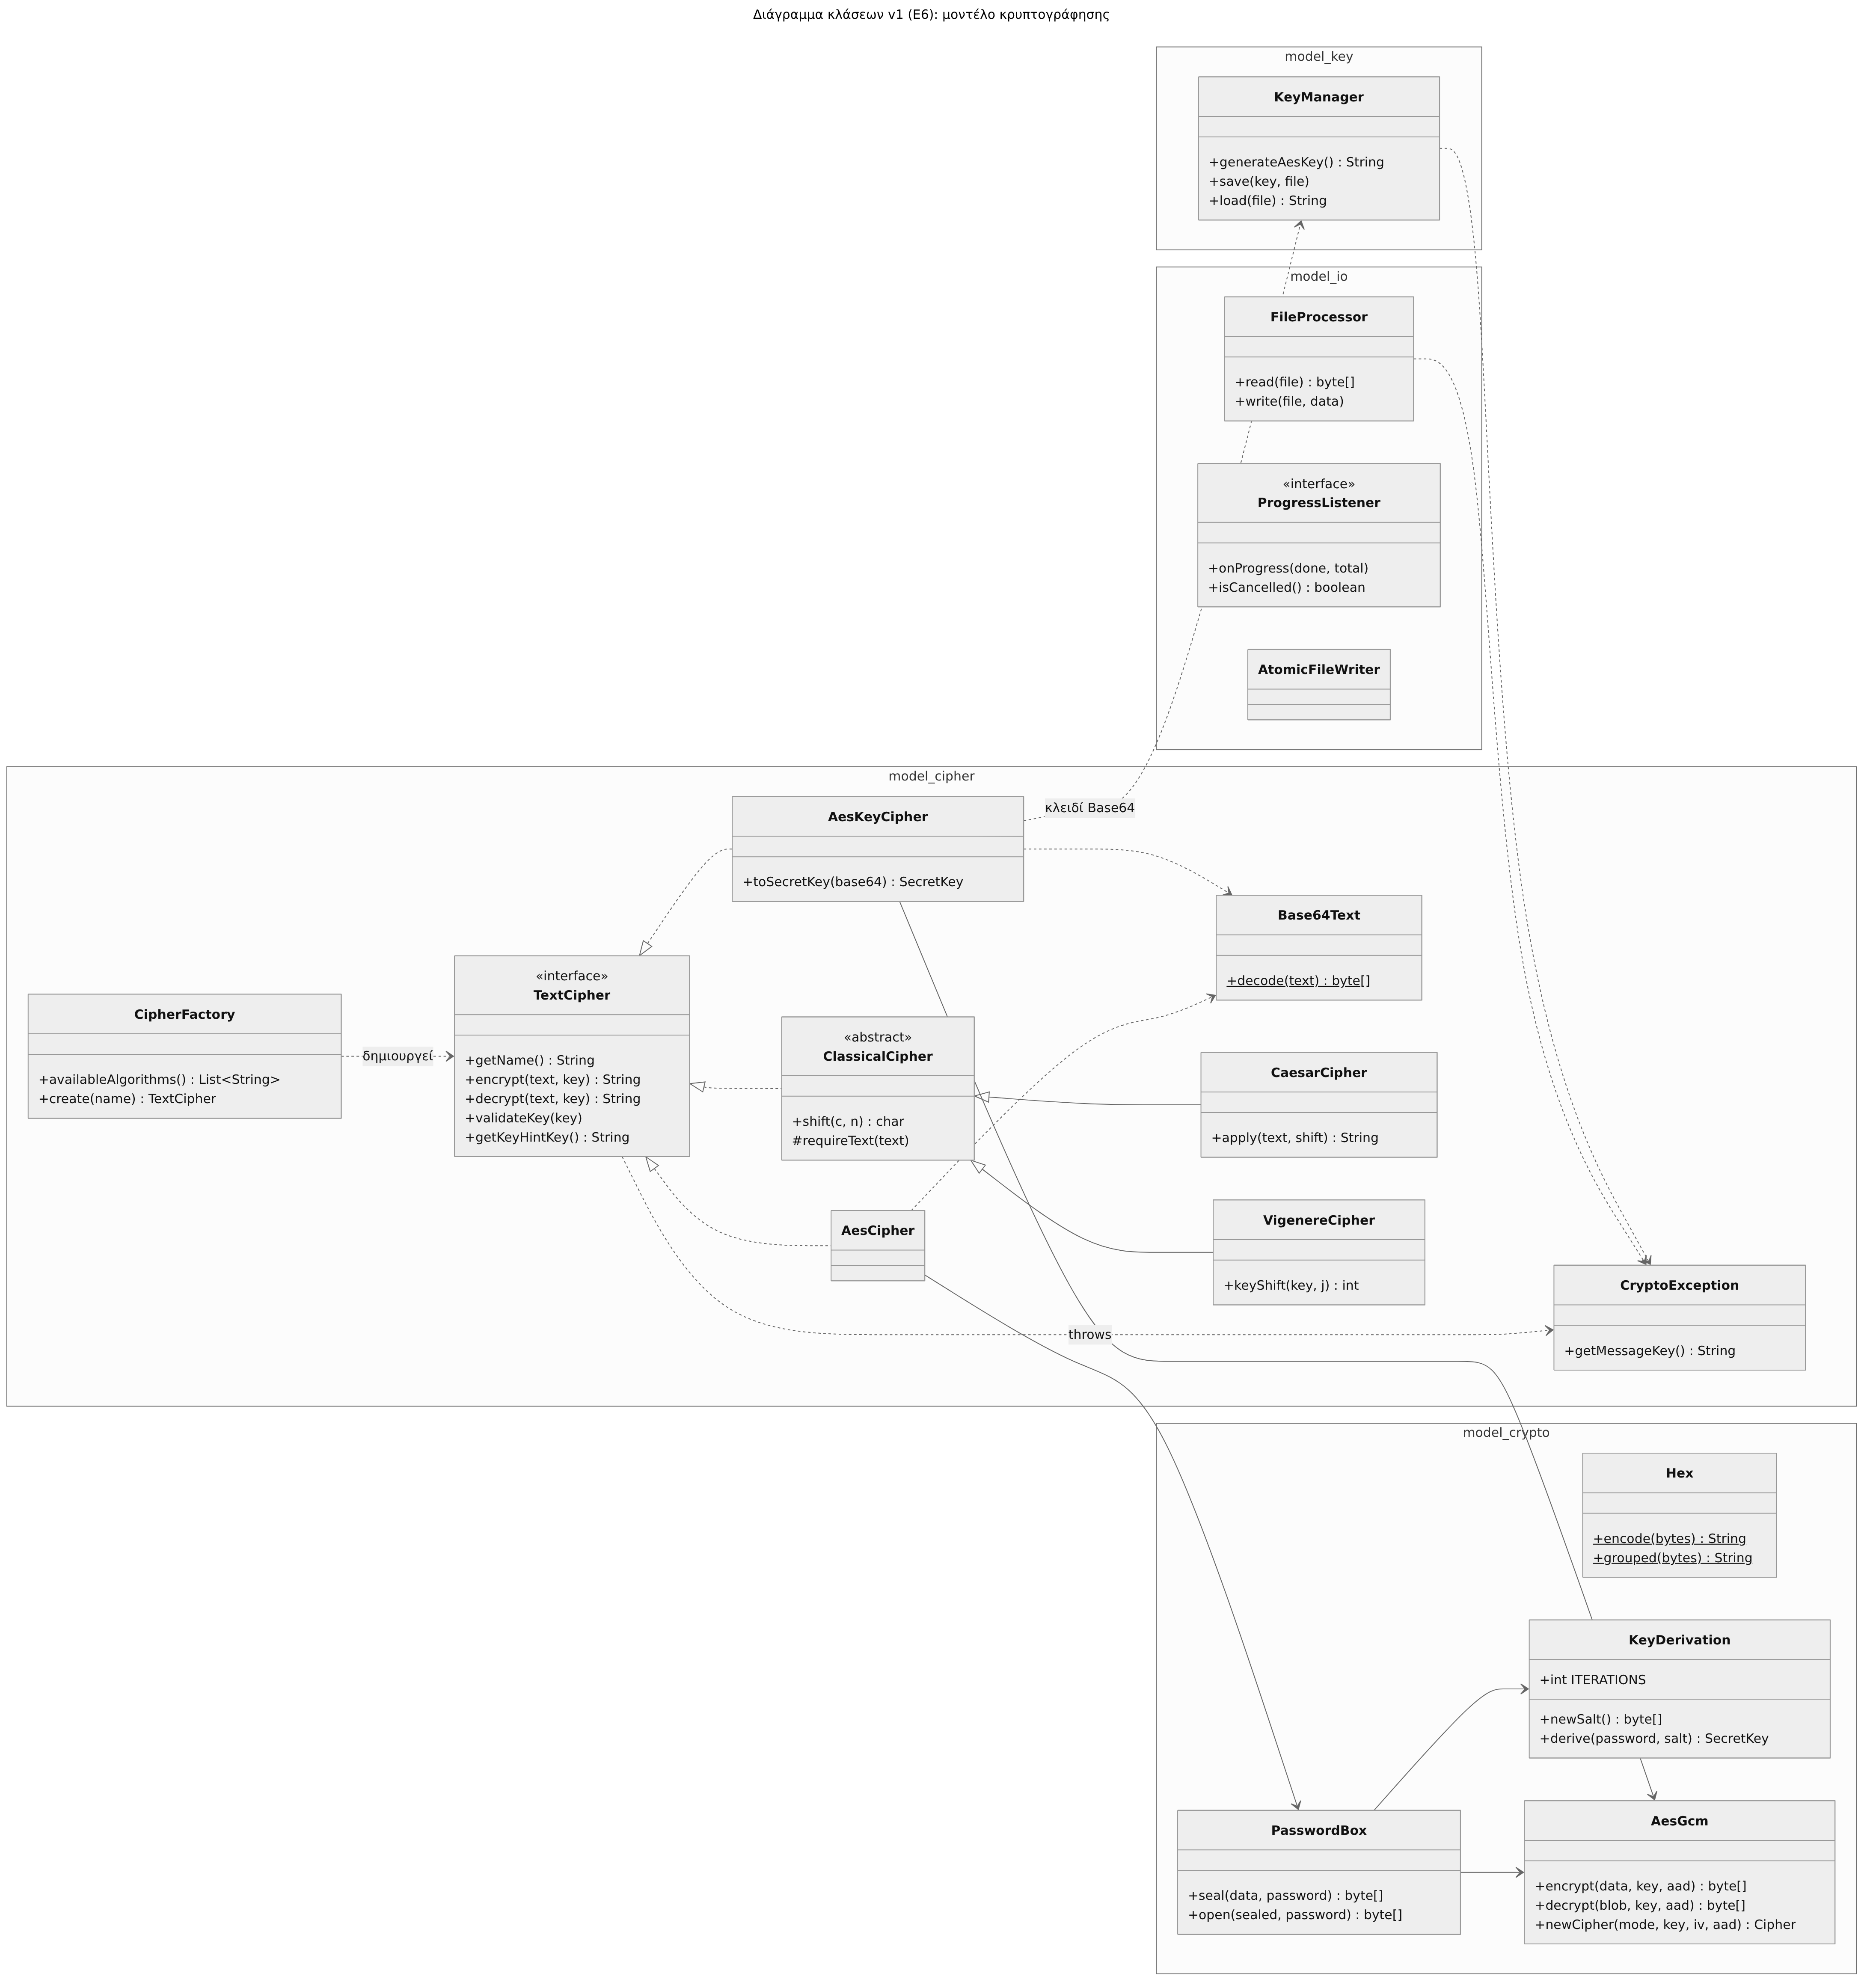 Διάγραμμα κλάσεων v1 (E6): μοντέλο κρυπτογράφησης
model_key
KeyManager
+generateAesKey() : String
+save(key, file)
+load(file) : String
model_io
FileProcessor
+read(file) : byte[]
+write(file, data)
«interface»
ProgressListener
+onProgress(done, total)
+isCancelled() : boolean
AtomicFileWriter
model_cipher
AesKeyCipher
+toSecretKey(base64) : SecretKey
κλειδί Base64
Base64Text
+decode(text) : byte[]
CipherFactory
+availableAlgorithms() : List<String>
+create(name) : TextCipher
δημιουργεί
«interface»
TextCipher
+getName() : String
+encrypt(text, key) : String
+decrypt(text, key) : String
+validateKey(key)
+getKeyHintKey() : String
«abstract»
ClassicalCipher
+shift(c, n) : char
#requireText(text)
CaesarCipher
+apply(text, shift) : String
AesCipher
VigenereCipher
+keyShift(key, j) : int
throws
CryptoException
+getMessageKey() : String
model_crypto
Hex
+encode(bytes) : String
+grouped(bytes) : String
KeyDerivation
+int ITERATIONS
+newSalt() : byte[]
+derive(password, salt) : SecretKey
PasswordBox
+seal(data, password) : byte[]
+open(sealed, password) : byte[]
AesGcm
+encrypt(data, key, aad) : byte[]
+decrypt(blob, key, aad) : byte[]
+newCipher(mode, key, iv, aad) : Cipher